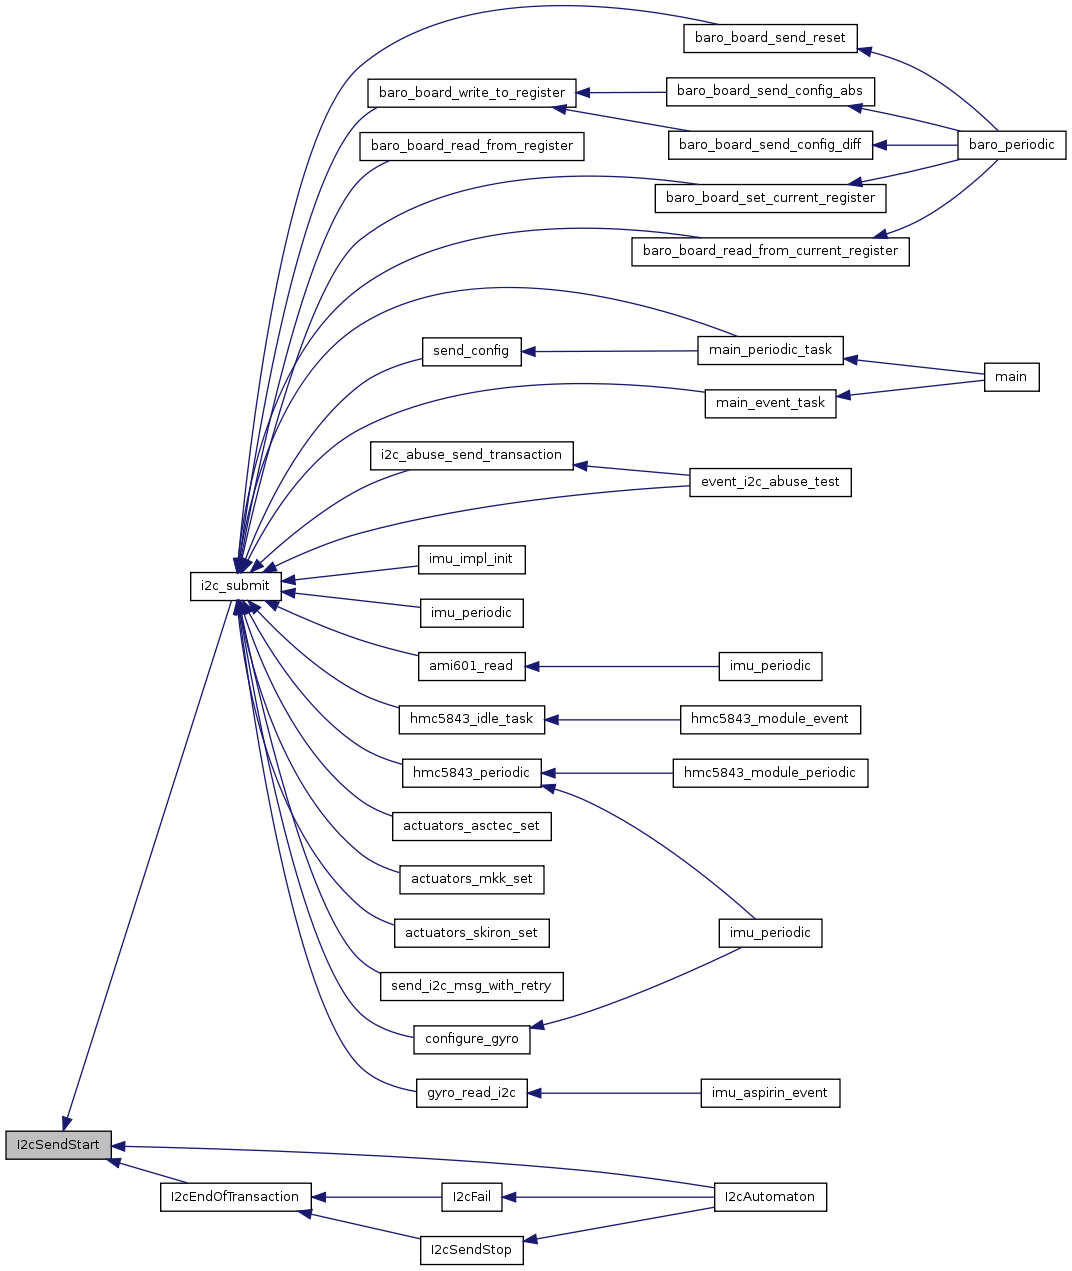 baro_board_send_reset
baro_board_write_to_register
baro_board_send_config_abs
baro_board_read_from_register
baro_board_send_config_diff
baro_periodic
baro_board_set_current_register
baro_board_read_from_current_register
send_config
main_periodic_task
main
main_event_task
i2c_abuse_send_transaction
event_i2c_abuse_test
imu_impl_init
i2c_submit
imu_periodic
ami601_read
imu_periodic
hmc5843_idle_task
hmc5843_module_event
hmc5843_periodic
hmc5843_module_periodic
actuators_asctec_set
actuators_mkk_set
actuators_skiron_set
imu_periodic
send_i2c_msg_with_retry
configure_gyro
gyro_read_i2c
imu_aspirin_event
I2cSendStart
I2cEndOfTransaction
I2cFail
I2cAutomaton
I2cSendStop